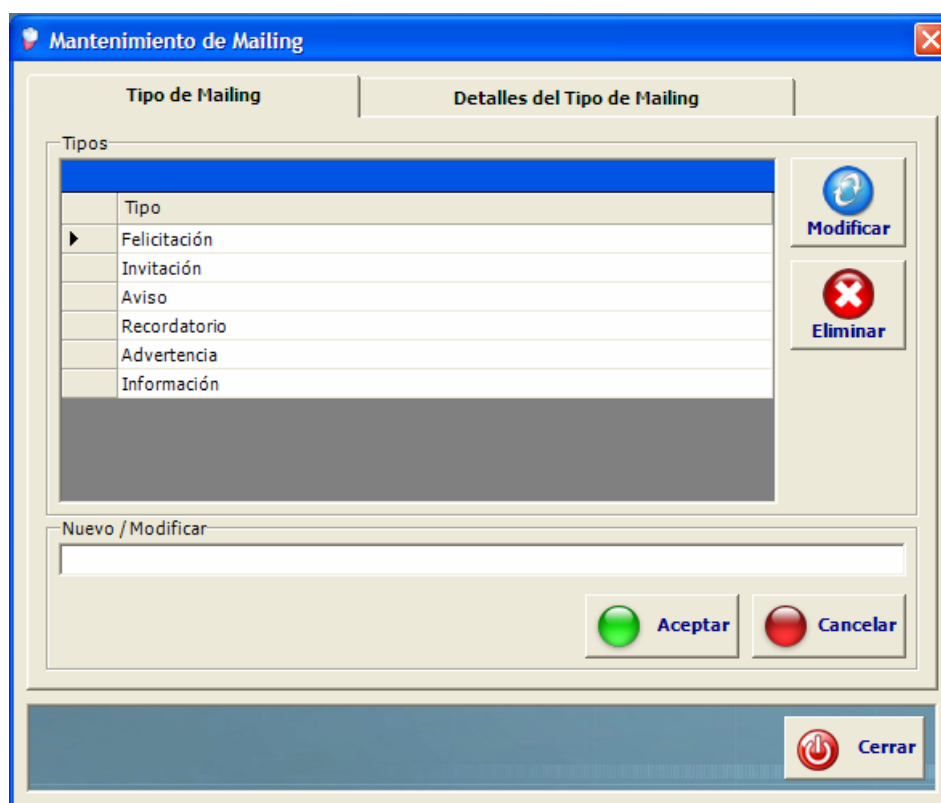 Mantenimiento de Mailing
Tipo de Mailing
Detalles del Tipo de Mailing
Tipos
Tipo
Felicitación
Invitación
Aviso
Recordatorio
Advertencia
Información
Modificar
Eliminar
Nuevo / Modificar
Aceptar
Cancelar
Cerrar